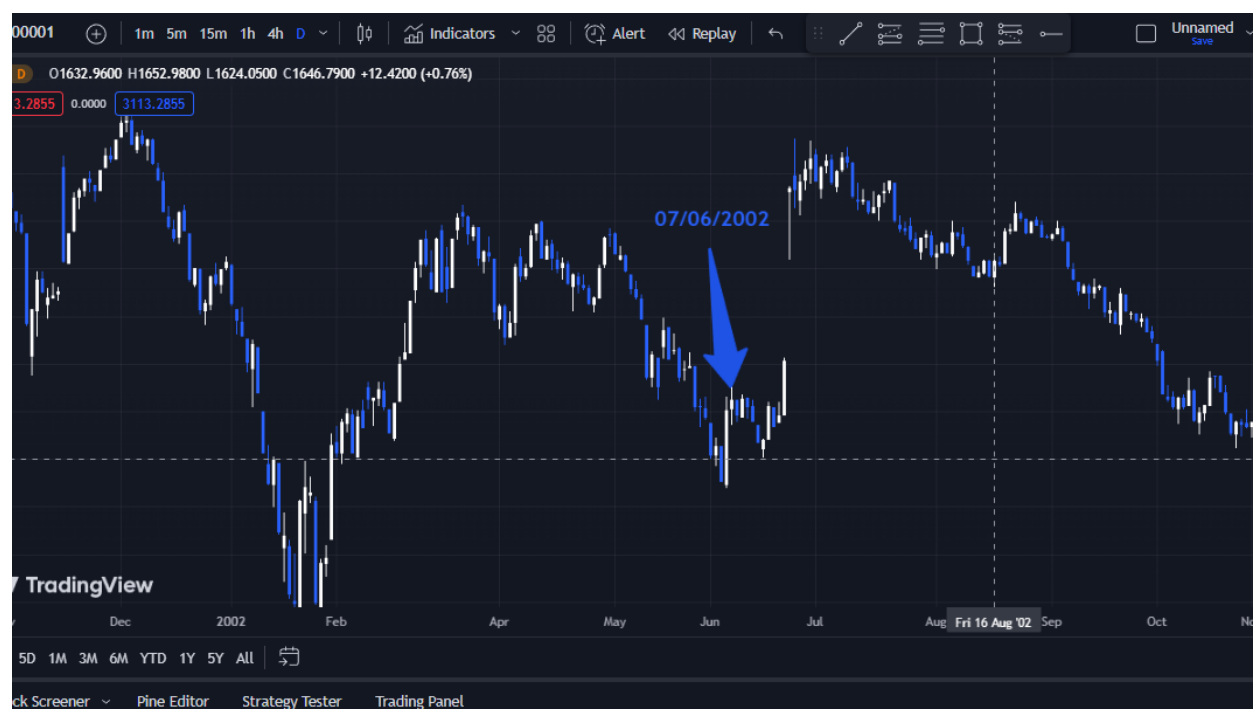 00001 1m 5m 15m 1h 4h D Indicators Alert Replay Unnamed
Save
D O1632.9600 H1652.9800 L1624.0500 C1646.7900 +12.4200 (+0.76%)
3.2855 0.0000 3113.2855
07/06/2002
TradingView
Dec 2002 Feb Apr May Jun Jul Aug Fri 16 Aug '02 Sep Oct No
5D 1M 3M 6M YTD 1Y 5Y All
ck Screener Pine Editor Strategy Tester Trading Panel